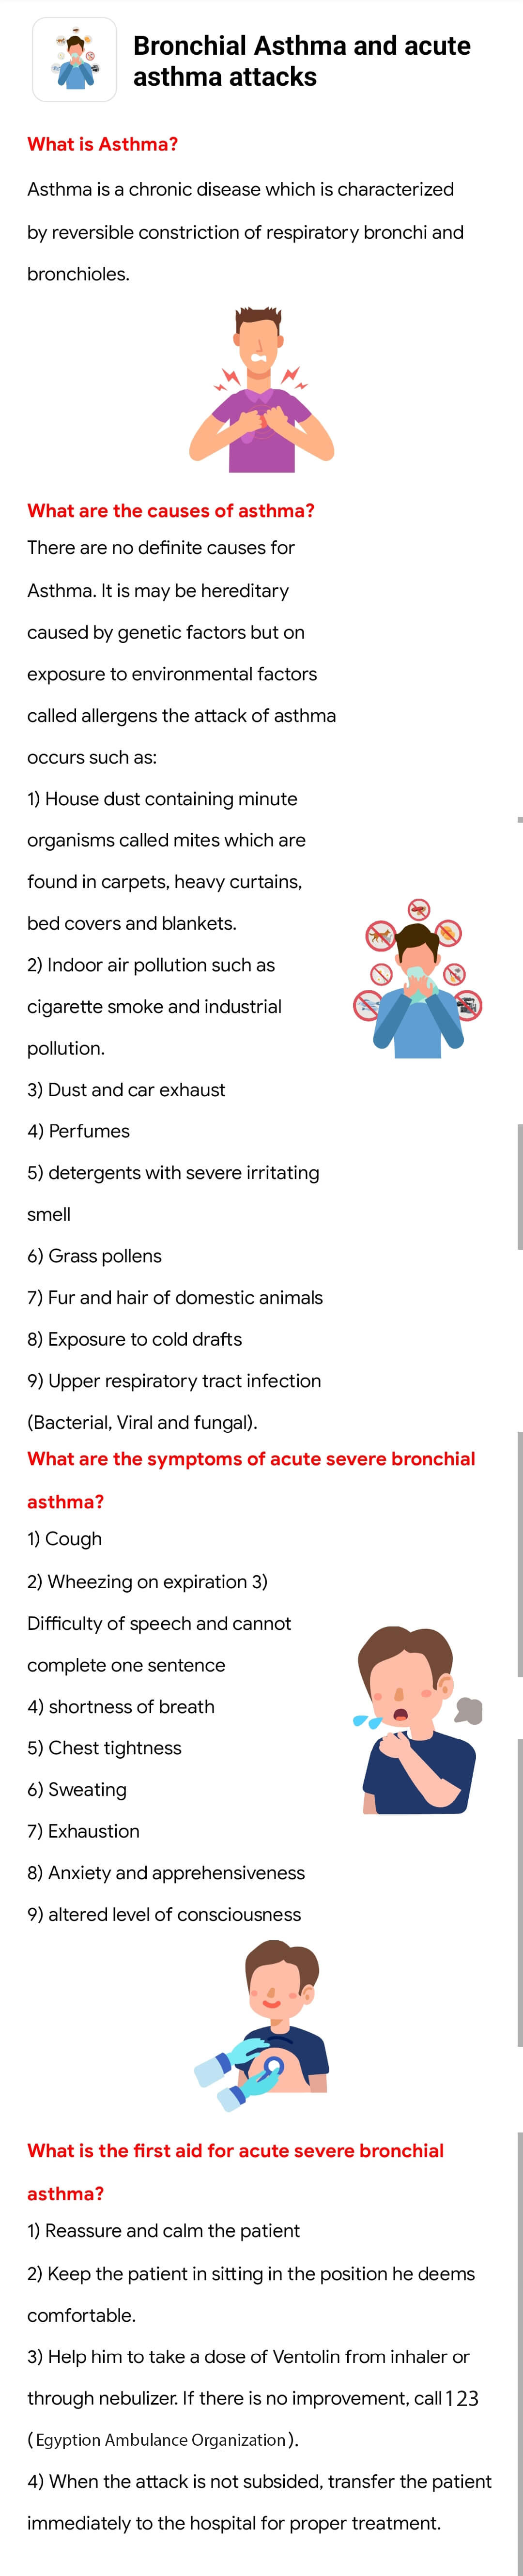 Bronchial Asthma and acute
asthma attacks
What is Asthma?
Asthma is a chronic disease which is characterized
by reversible constriction of respiratory bronchi and
bronchioles.
What are the causes of asthma?
There are no definite causes for
Asthma. It is may be hereditary
caused by genetic factors but on
exposure to environmental factors
called allergens the attack of asthma
occurs such as:
1) House dust containing minute
organisms called mites which are
found in carpets, heavy curtains,
bed covers and blankets.
2) Indoor air pollution such as
cigarette smoke and industrial
pollution.
3) Dust and car exhaust
4) Perfumes
5) detergents with severe irritating
smell
6) Grass pollens
7) Fur and hair of domestic animals
8) Exposure to cold drafts
9) Upper respiratory tract infection
(Bacterial, Viral and fungal).
What are the symptoms of acute severe bronchial
asthma?
1) Cough
2) Wheezing on expiration 3)
Difficulty of speech and cannot
complete one sentence
4) shortness of breath
5) Chest tightness
6) Sweating
7) Exhaustion
8) Anxiety and apprehensiveness
9) altered level of consciousness
What is the first aid for acute severe bronchial
asthma?
1) Reassure and calm the patient
2) Keep the patient in sitting in the position he deems
comfortable.
3) Help him to take a dose of Ventolin from inhaler or
through nebulizer. If there is no improvement, call 123
(Egyption Ambulance Organization).
4) When the attack is not subsided, transfer the patient
immediately to the hospital for proper treatment.